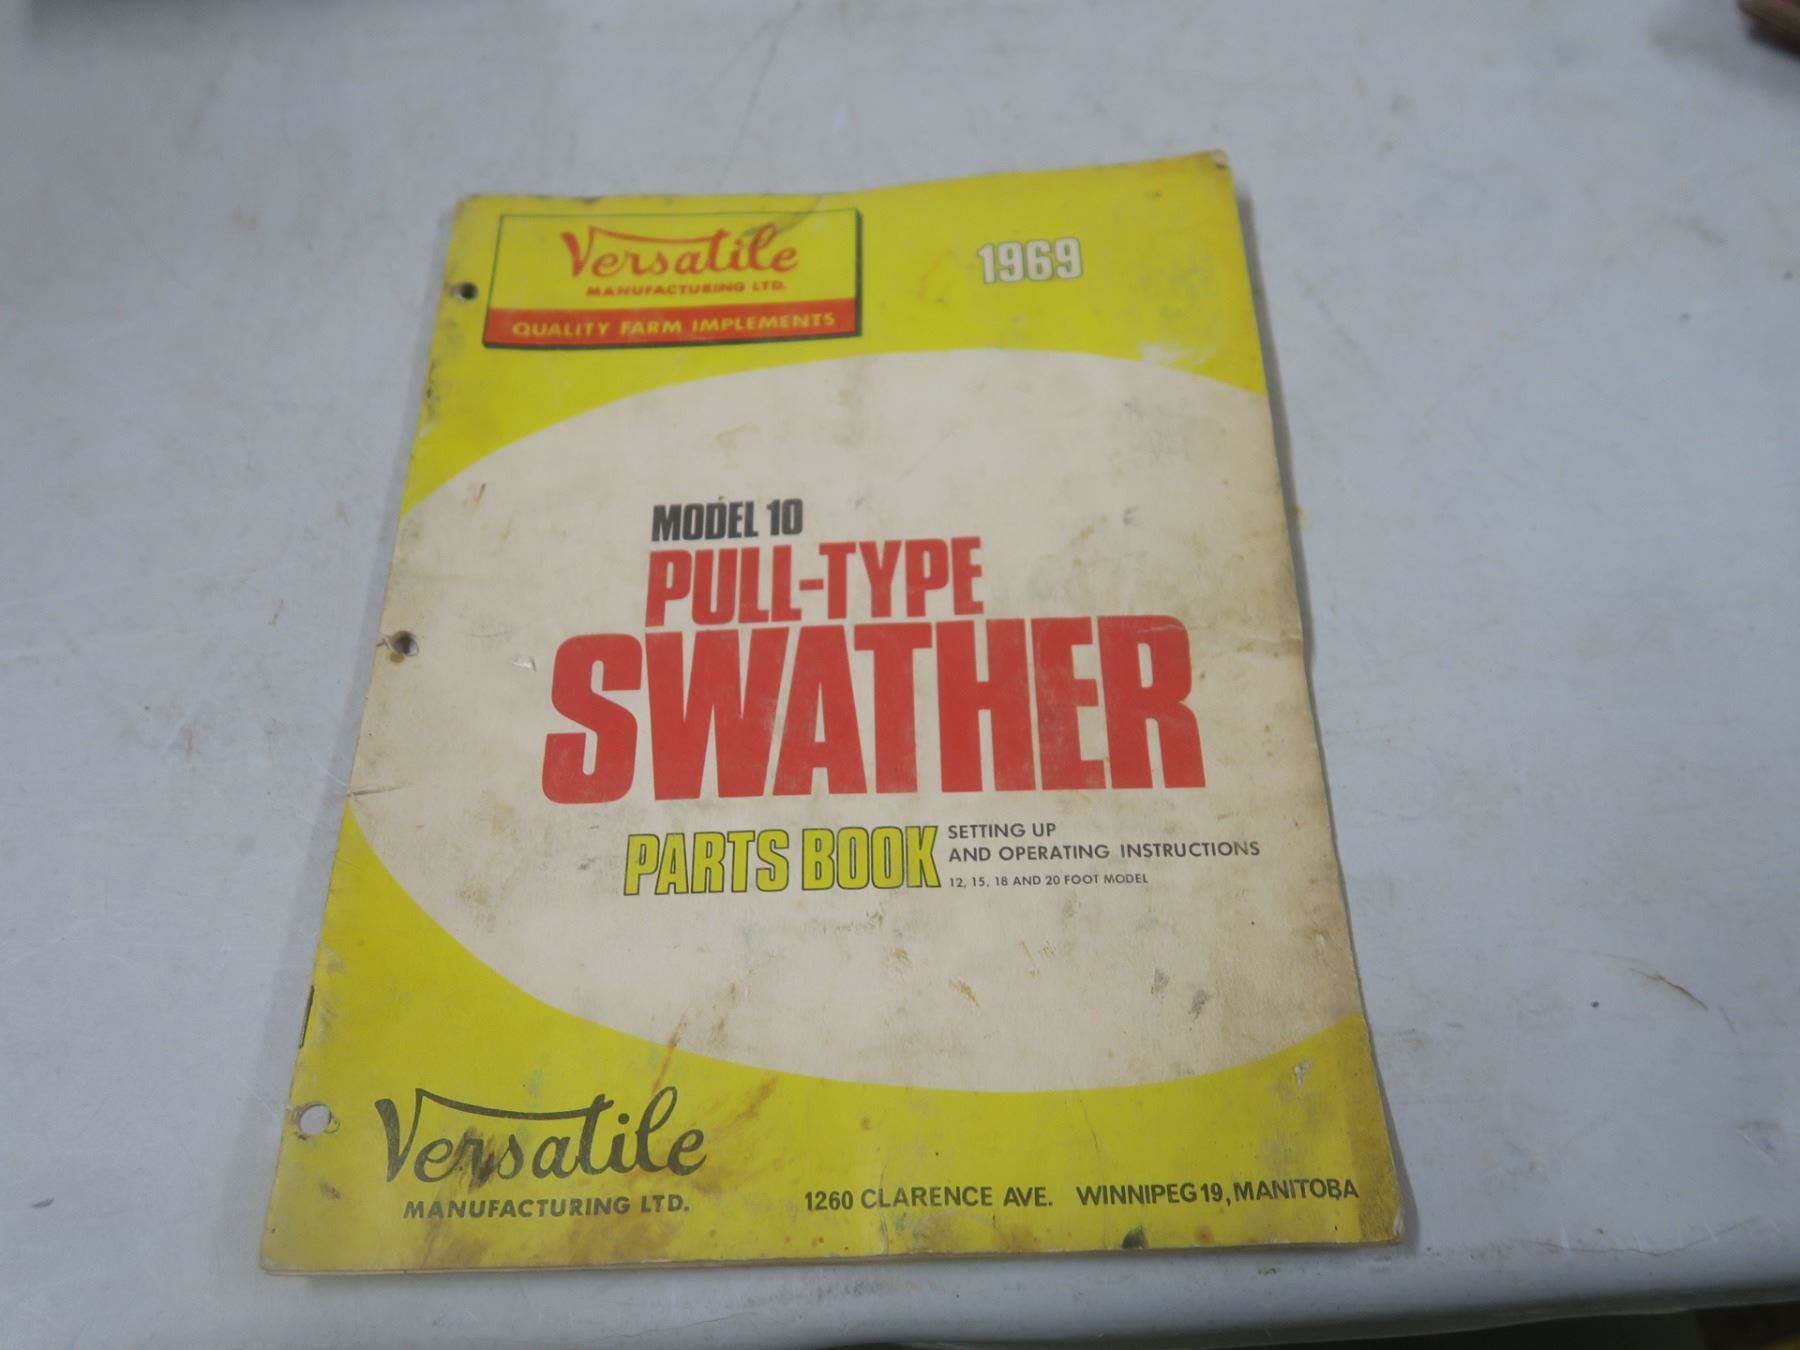 Versatile
MANUFACTURING LTD.
QUALITY FARM IMPLEMENTS
1969
MODEL 10
PULL-TYPE
SWATHER
PARTS BOOK
SETTING UP
AND OPERATING INSTRUCTIONS
12, 15, 18 AND 20 FOOT MODEL
Versatile
MANUFACTURING LTD.
1260 CLARENCE AVE. WINNIPEG 19, MANITOBA